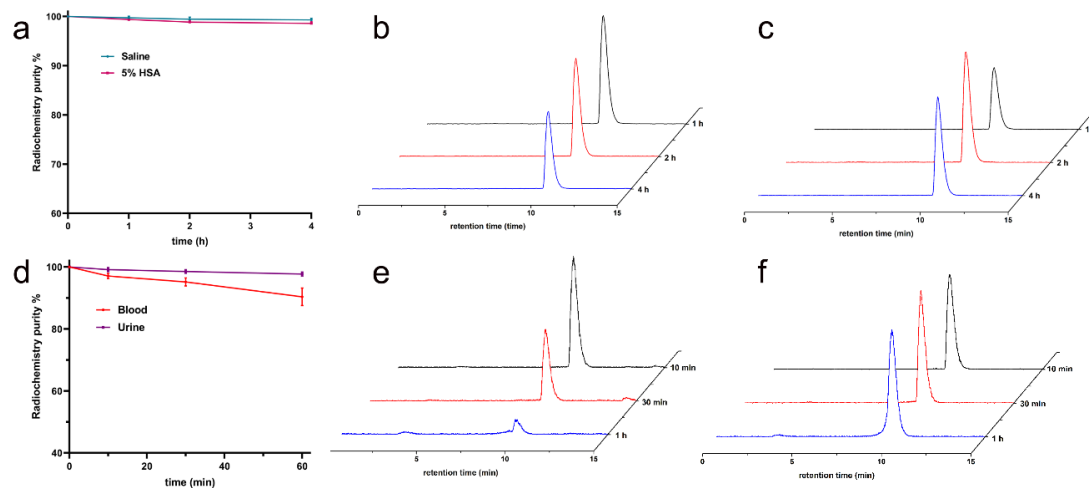 a
100
90
80
70
60
Radiochemistry purity %
Saline
5% HSA
0 1 2 3 4
time (h)
b
1 h
2 h
4 h
0 5 10 15
retention time (time)
c
1
2 h
4 h
0 5 10 15
retention time (min)
d
100
80
60
40
Radiochemistry purity %
Blood
Urine
0 20 40 60
time (min)
e
10 min
30 min
1 h
0 5 10 15
retention time (min)
f
10 min
30 min
1 h
0 5 10 15
retention time (min)